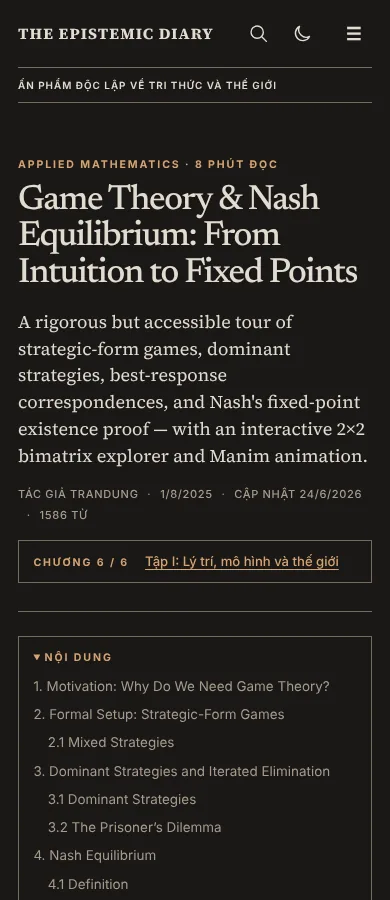 THE EPISTEMIC DIARY
ẤN PHẨM ĐỘC LẬP VỀ TRI THỨC VÀ THẾ GIỚI
APPLIED MATHEMATICS · 8 PHÚT ĐỌC
Game Theory & Nash
Equilibrium: From
Intuition to Fixed Points
A rigorous but accessible tour of
strategic-form games, dominant
strategies, best-response
correspondences, and Nash's fixed-point
existence proof — with an interactive 2×2
bimatrix explorer and Manim animation.
TÁC GIẢ TRANDUNG · 1/8/2025 · CẬP NHẬT 24/6/2026
· 1586 TỪ
CHƯƠNG 6 / 6 Tập I: Lý trí, mô hình và thế giới
▾ NỘI DUNG
1. Motivation: Why Do We Need Game Theory?
2. Formal Setup: Strategic-Form Games
2.1 Mixed Strategies
3. Dominant Strategies and Iterated Elimination
3.1 Dominant Strategies
3.2 The Prisoner’s Dilemma
4. Nash Equilibrium
4.1 Definition